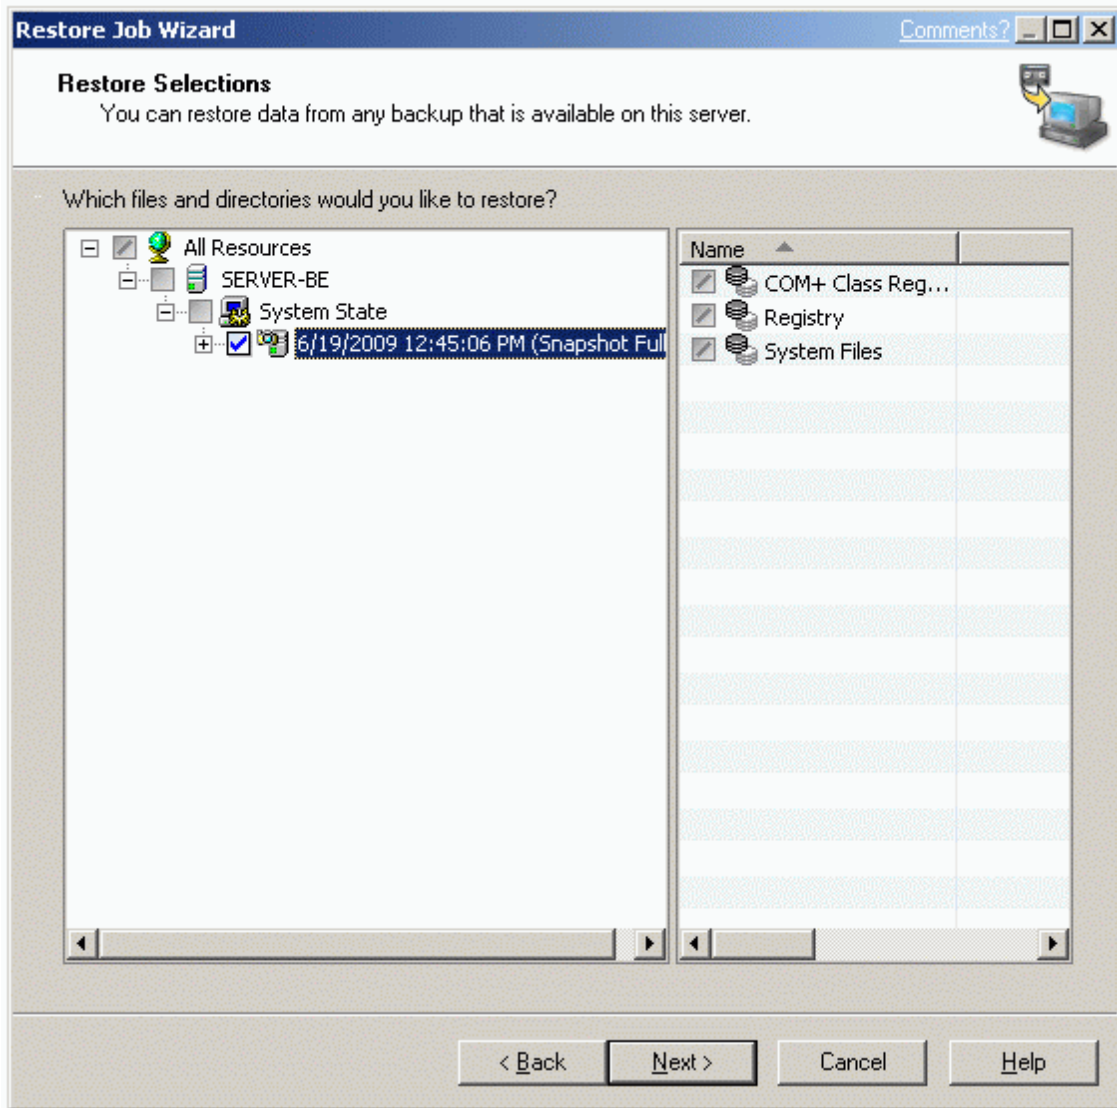 Restore Job Wizard
Comments?
Restore Selections
You can restore data from any backup that is available on this server.
Which files and directories would you like to restore?
All Resources
SERVER-BE
System State
6/19/2009 12:45:06 PM (Snapshot Full
Name
COM+ Class Reg...
Registry
System Files
< Back
Next >
Cancel
Help